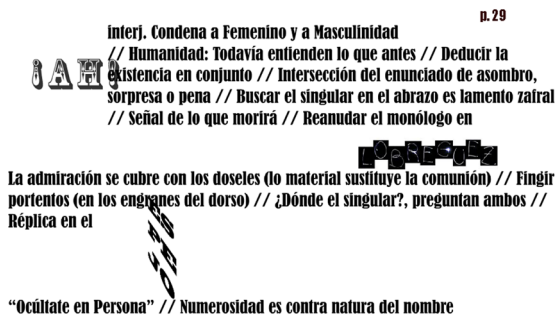 p. 29
¡AH!
interj. Condena a Femenino y a Masculinidad
// Humanidad: Todavía entienden lo que antes // Deducir la
existencia en conjunto // Intersección del enunciado de asombro,
sorpresa o pena // Buscar el singular en el abrazo es lamento zafral
// Señal de lo que morirá // Reanudar el monólogo en
LOBREGUEZ
La admiración se cubre con los doseles (lo material sustituye la comunión) // Fingir
portentos (en los engranes del dorso) // ¿Dónde el singular?, preguntan ambos //
Réplica en el
“Ocúltate en Persona” // Numerosidad es contra natura del nombre